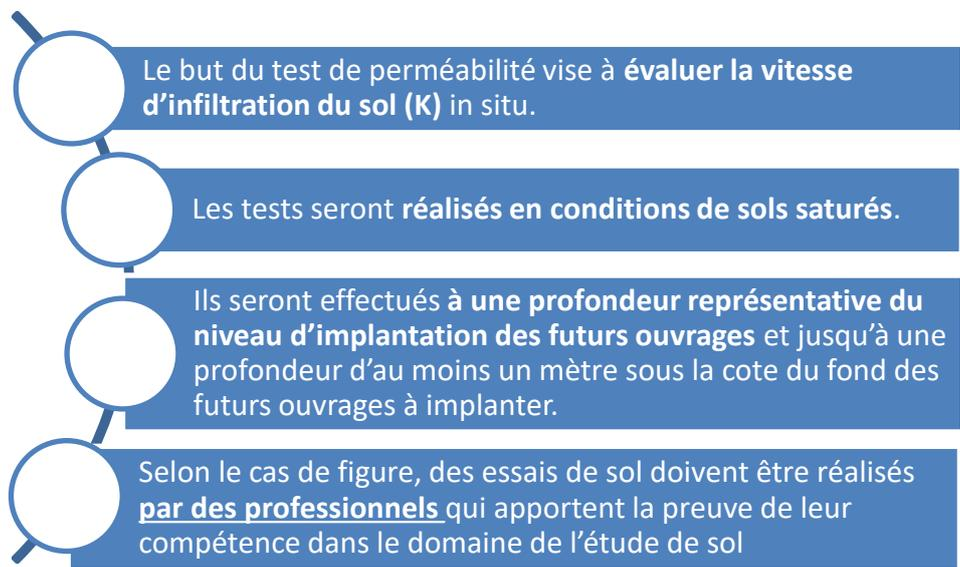 Le but du test de perméabilité vise à évaluer la vitesse
d’infiltration du sol (K) in situ.
Les tests seront réalisés en conditions de sols saturés.
Ils seront effectués à une profondeur représentative du
niveau d’implantation des futurs ouvrages et jusqu’à une
profondeur d’au moins un mètre sous la cote du fond des
futurs ouvrages à implanter.
Selon le cas de figure, des essais de sol doivent être réalisés
par des professionnels qui apportent la preuve de leur
compétence dans le domaine de l’étude de sol